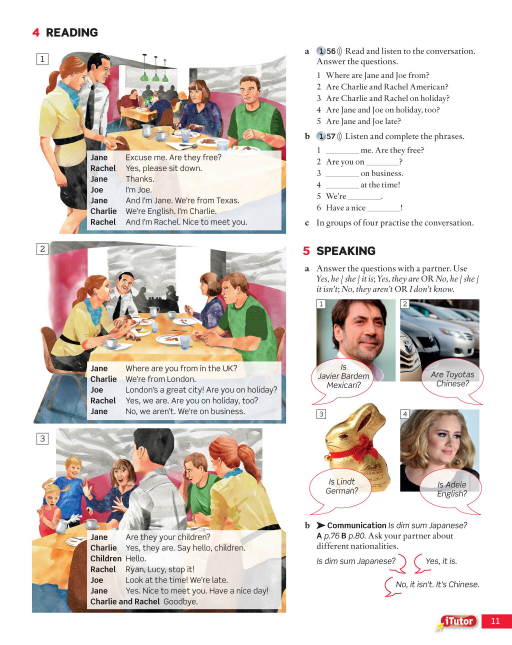 4 READING
1
Jane Excuse me. Are they free?
Rachel Yes, please sit down.
Jane Thanks.
Joe I'm Joe.
Jane And I'm Jane. We're from Texas.
Charlie We're English. I'm Charlie.
Rachel And I'm Rachel. Nice to meet you.
2
Jane Where are you from in the UK?
Charlie We're from London.
Joe London's a great city! Are you on holiday?
Rachel Yes, we are. Are you on holiday, too?
Jane No, we aren't. We're on business.
3
Jane Are they your children?
Charlie Yes, they are. Say hello, children.
Children Hello.
Rachel Ryan, Lucy, stop it!
Joe Look at the time! We're late.
Jane Yes. Nice to meet you. Have a nice day!
Charlie and Rachel Goodbye.
a 1 56 Read and listen to the conversation.
Answer the questions.
1 Where are Jane and Joe from?
2 Are Charlie and Rachel American?
3 Are Charlie and Rachel on holiday?
4 Are Jane and Joe on holiday, too?
5 Are Jane and Joe late?
b 1 57 Listen and complete the phrases.
1 ________ me. Are they free?
2 Are you on ________?
3 ________ on business.
4 ________ at the time!
5 We're ________.
6 Have a nice ________!
c In groups of four practise the conversation.
5 SPEAKING
a Answer the questions with a partner. Use
Yes, he | she | it is; Yes, they are OR No, he | she |
it isn't; No, they aren't OR I don't know.
1
Is
Javier Bardem
Mexican?
2
Are Toyotas
Chinese?
3
Is Lindt
German?
4
Is Adele
English?
b ➤ Communication Is dim sum Japanese?
A p.76 B p.80. Ask your partner about
different nationalities.
Is dim sum Japanese?
Yes, it is.
No, it isn't. It's Chinese.
iTutor
11